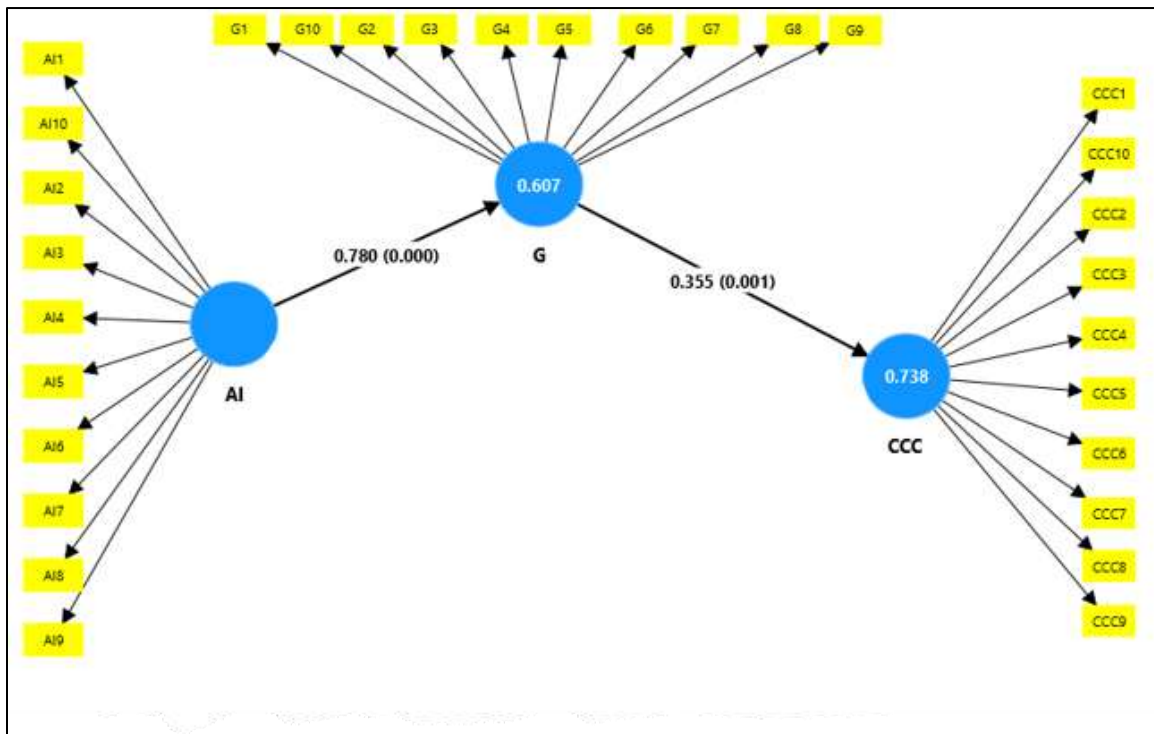 G1
G10
G2
G3
G4
G5
G6
G7
G8
G9
AI1
AI10
AI2
AI3
AI4
AI5
AI6
AI7
AI8
AI9
AI
0.780 (0.000)
0.607
G
0.355 (0.001)
0.738
CCC
CCC1
CCC10
CCC2
CCC3
CCC4
CCC5
CCC6
CCC7
CCC8
CCC9